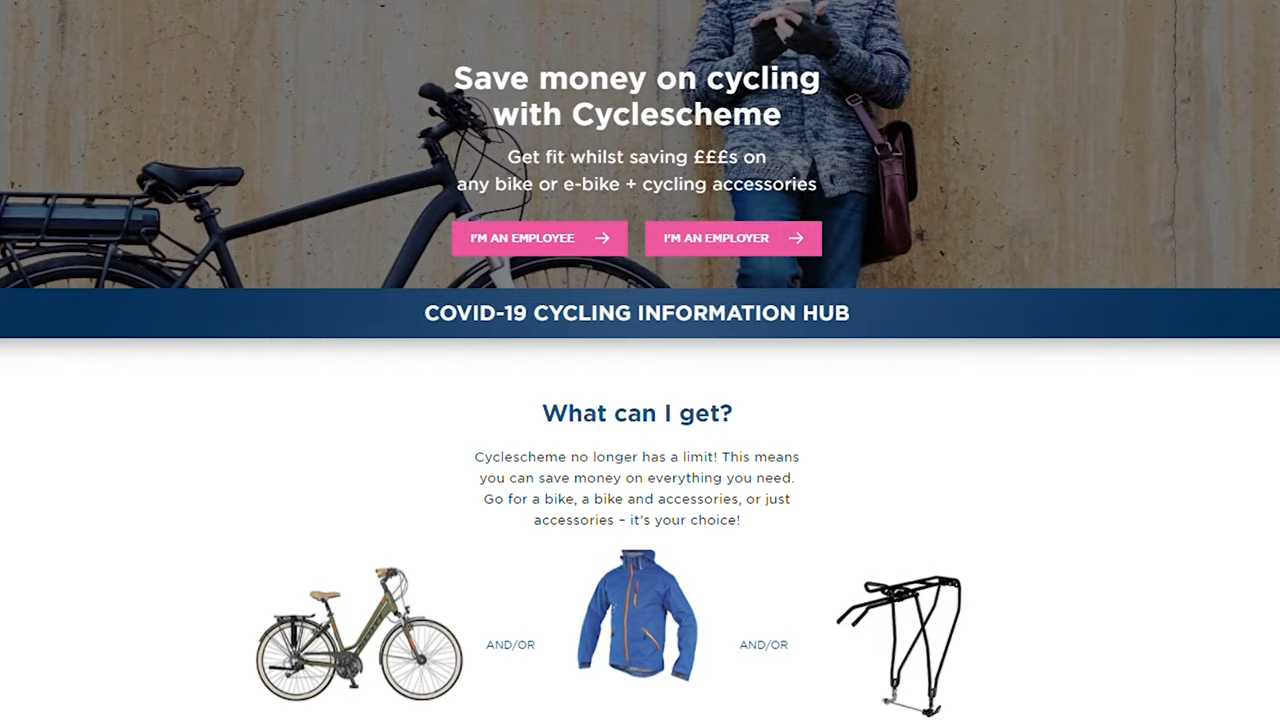 Save money on cycling
with Cyclescheme
Get fit whilst saving £££s on
any bike or e-bike + cycling accessories
I'M AN EMPLOYEE
I'M AN EMPLOYER
COVID-19 CYCLING INFORMATION HUB
What can I get?
Cyclescheme no longer has a limit! This means
you can save money on everything you need.
Go for a bike, a bike and accessories, or just
accessories – it's your choice!
AND/OR
AND/OR